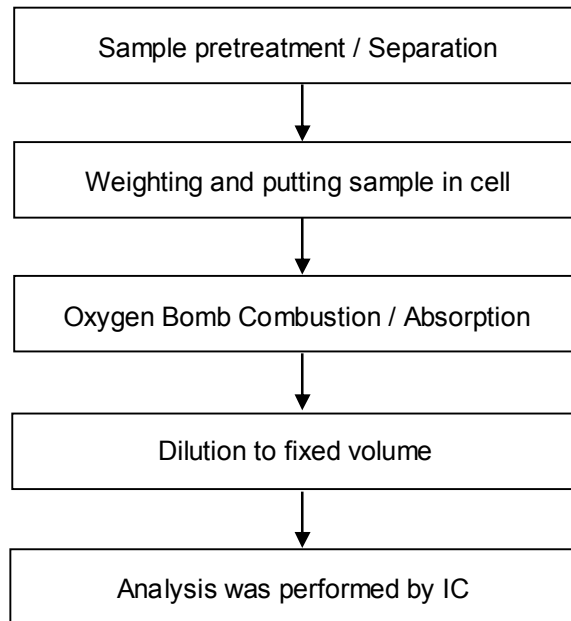 Sample pretreatment / Separation
Weighting and putting sample in cell
Oxygen Bomb Combustion / Absorption
Dilution to fixed volume
Analysis was performed by IC